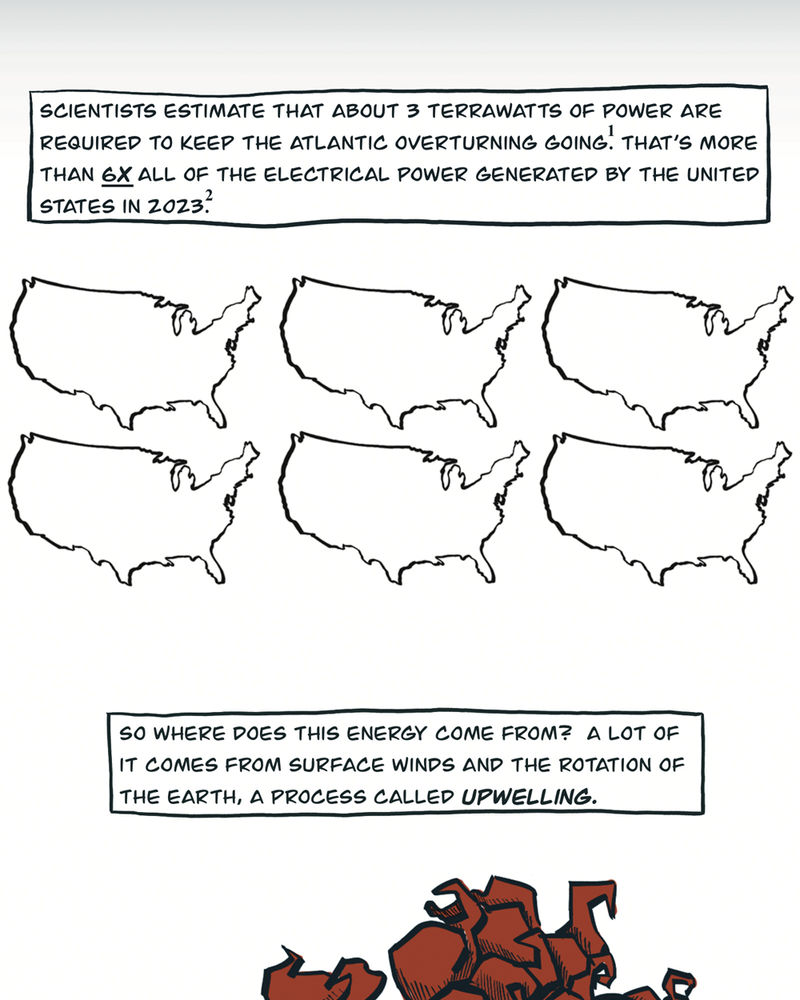 SCIENTISTS ESTIMATE THAT ABOUT 3 TERRAWATTS OF POWER ARE
REQUIRED TO KEEP THE ATLANTIC OVERTURNING GOING.¹ THAT'S MORE
THAN 6X ALL OF THE ELECTRICAL POWER GENERATED BY THE UNITED
STATES IN 2023.²
SO WHERE DOES THIS ENERGY COME FROM? A LOT OF
IT COMES FROM SURFACE WINDS AND THE ROTATION OF
THE EARTH, A PROCESS CALLED UPWELLING.